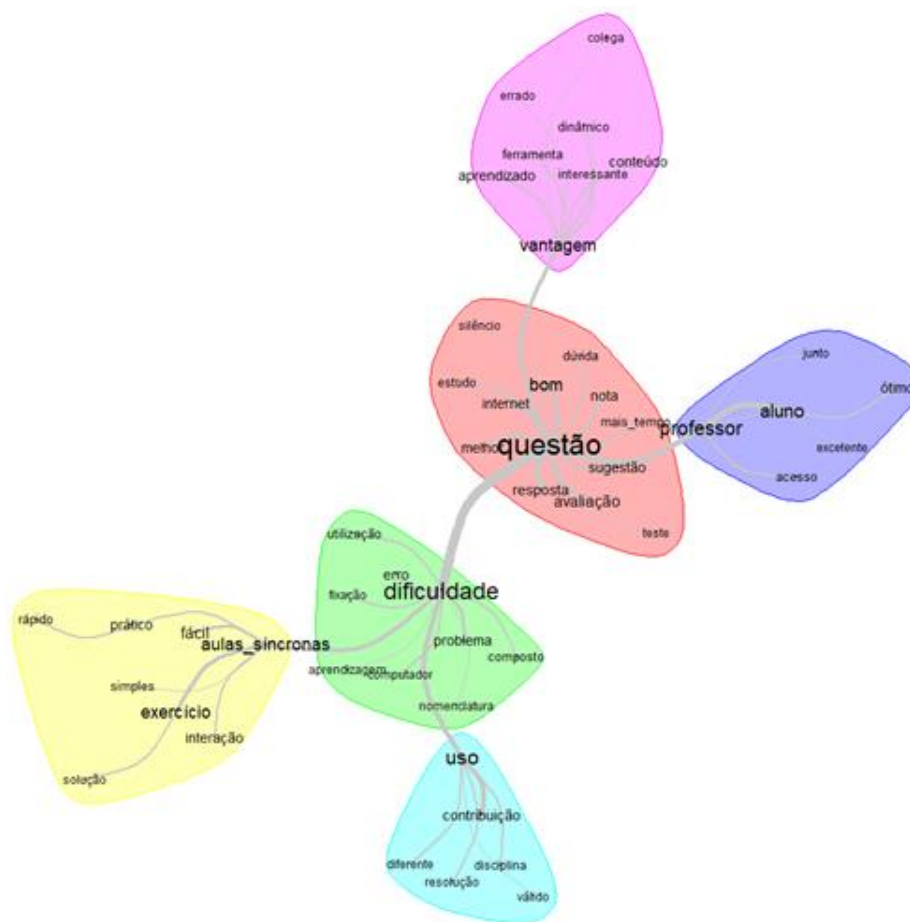 colega
errado
dinâmico
ferramenta
conteúdo
aprendizado
interessante
vantagem
silêncio
dúvida
junto
estudo
bom
ótimo
internet
nota
aluno
mais_tempo
professor
questão
excelente
melhor
sugestão
acesso
resposta
avaliação
teste
utilização
erro
dificuldade
fixação
rápido
prático
fácil
problema
aulas_síncronas
composto
aprendizagem
computador
simples
nomenclatura
exercício
interação
uso
solução
contribuição
diferente
disciplina
resolução
válido